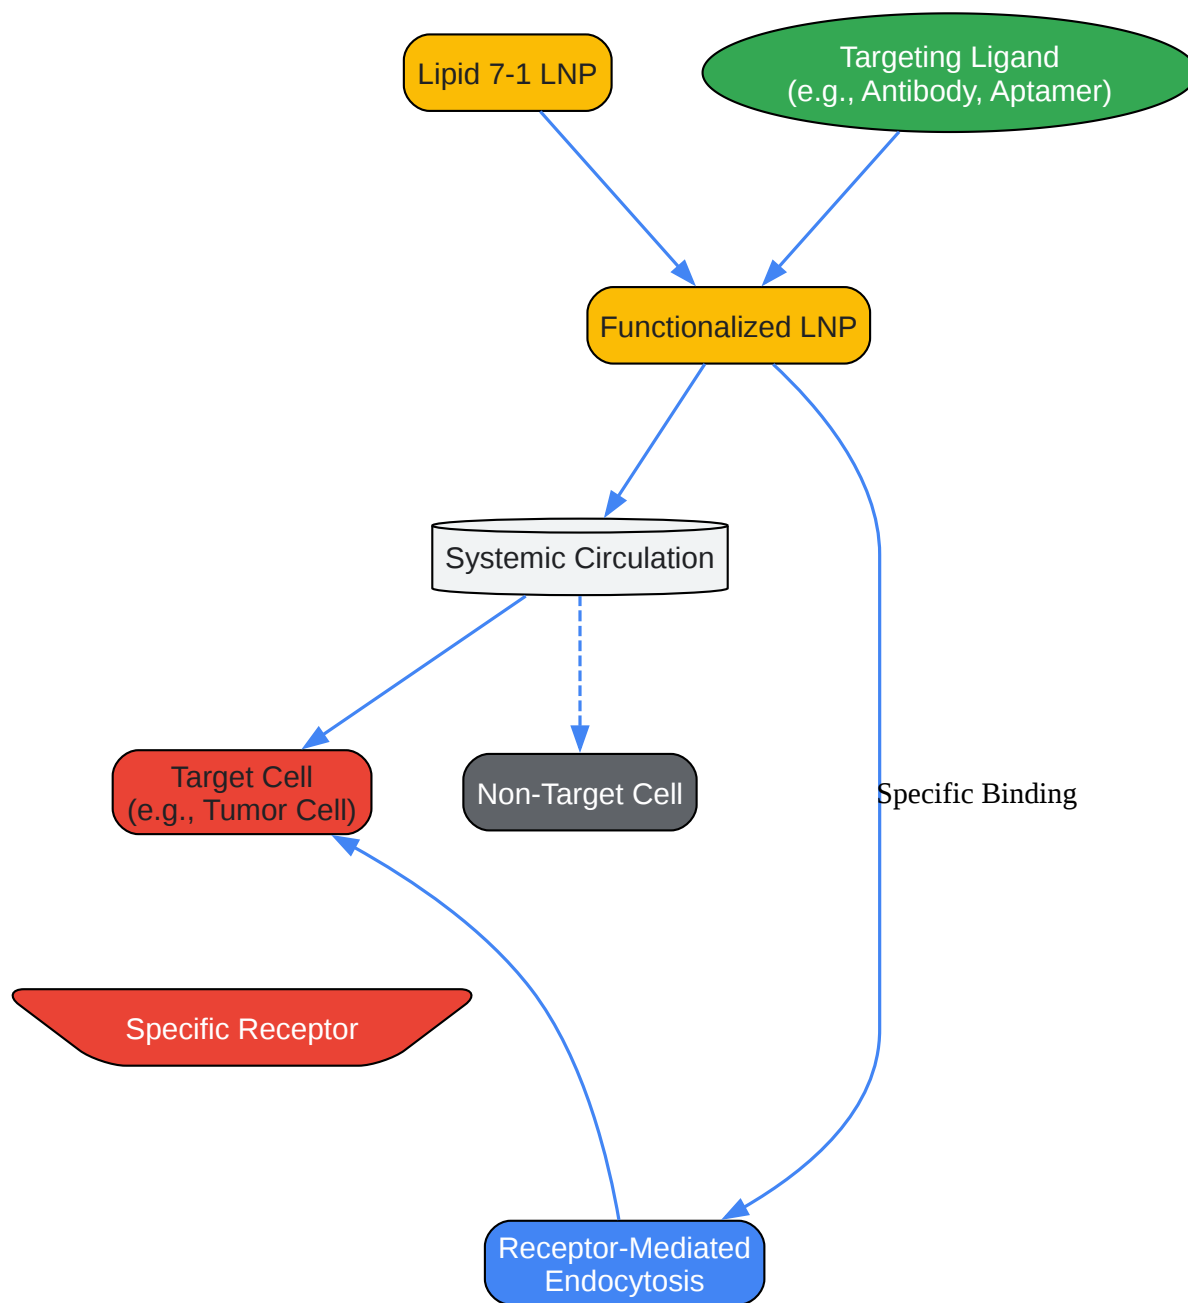 Lipid 7-1 LNP
Targeting Ligand
(e.g., Antibody, Aptamer)
Functionalized LNP
Systemic Circulation
Target Cell
(e.g., Tumor Cell)
Non-Target Cell
Specific Binding
Specific Receptor
Receptor-Mediated
Endocytosis